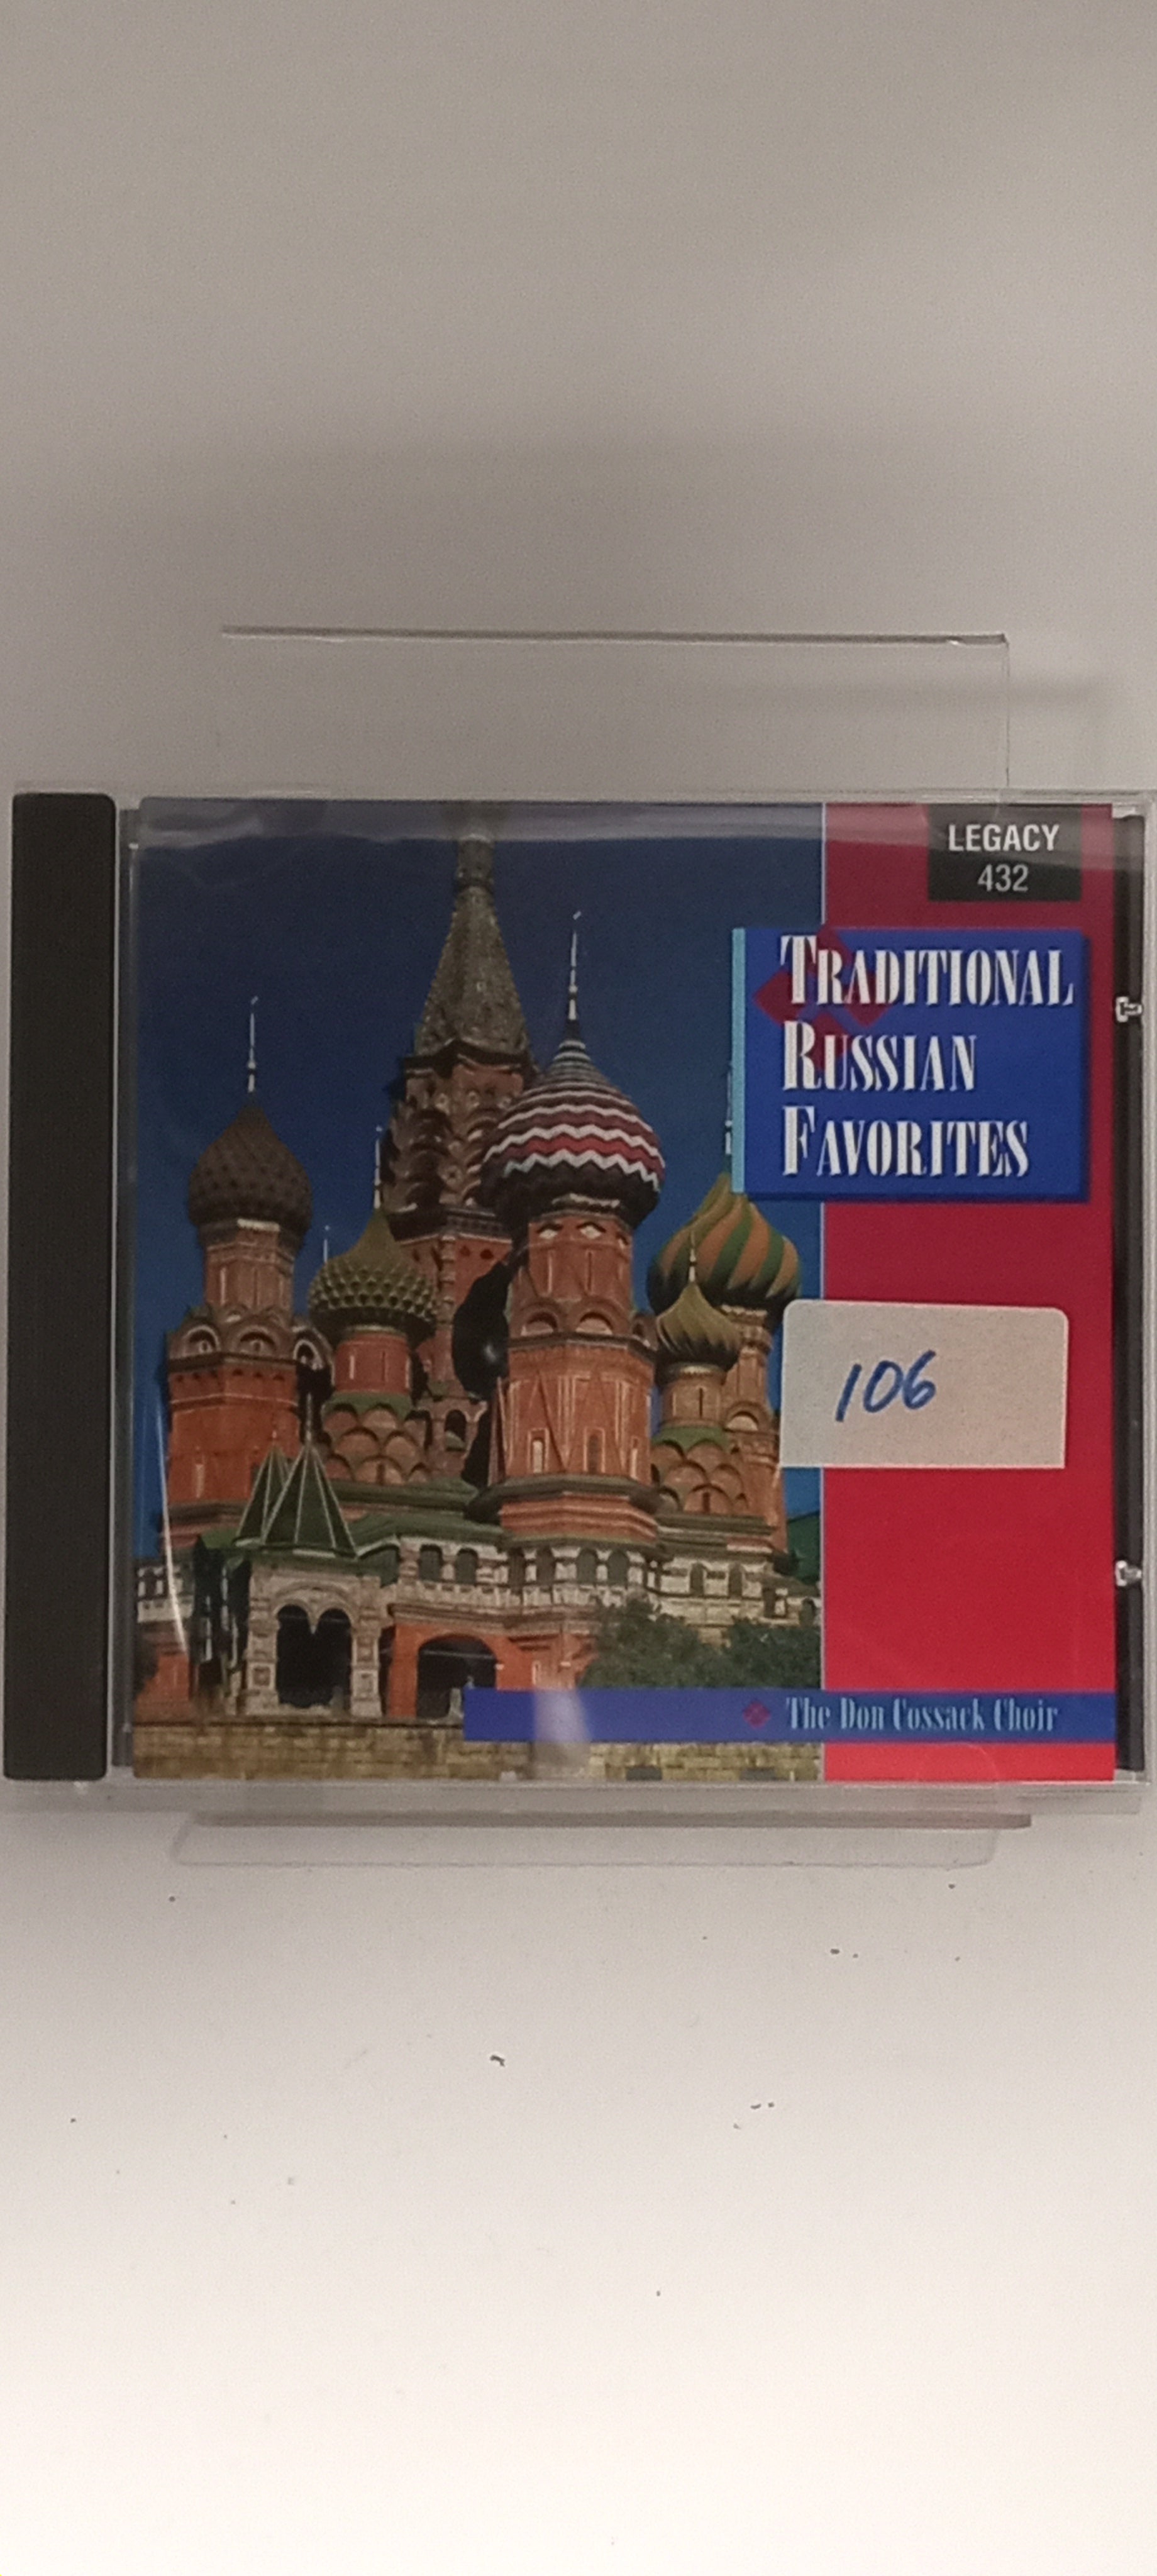 LEGACY
432
TRADITIONAL
RUSSIAN
FAVORITES
106
The Don Cossack Choir